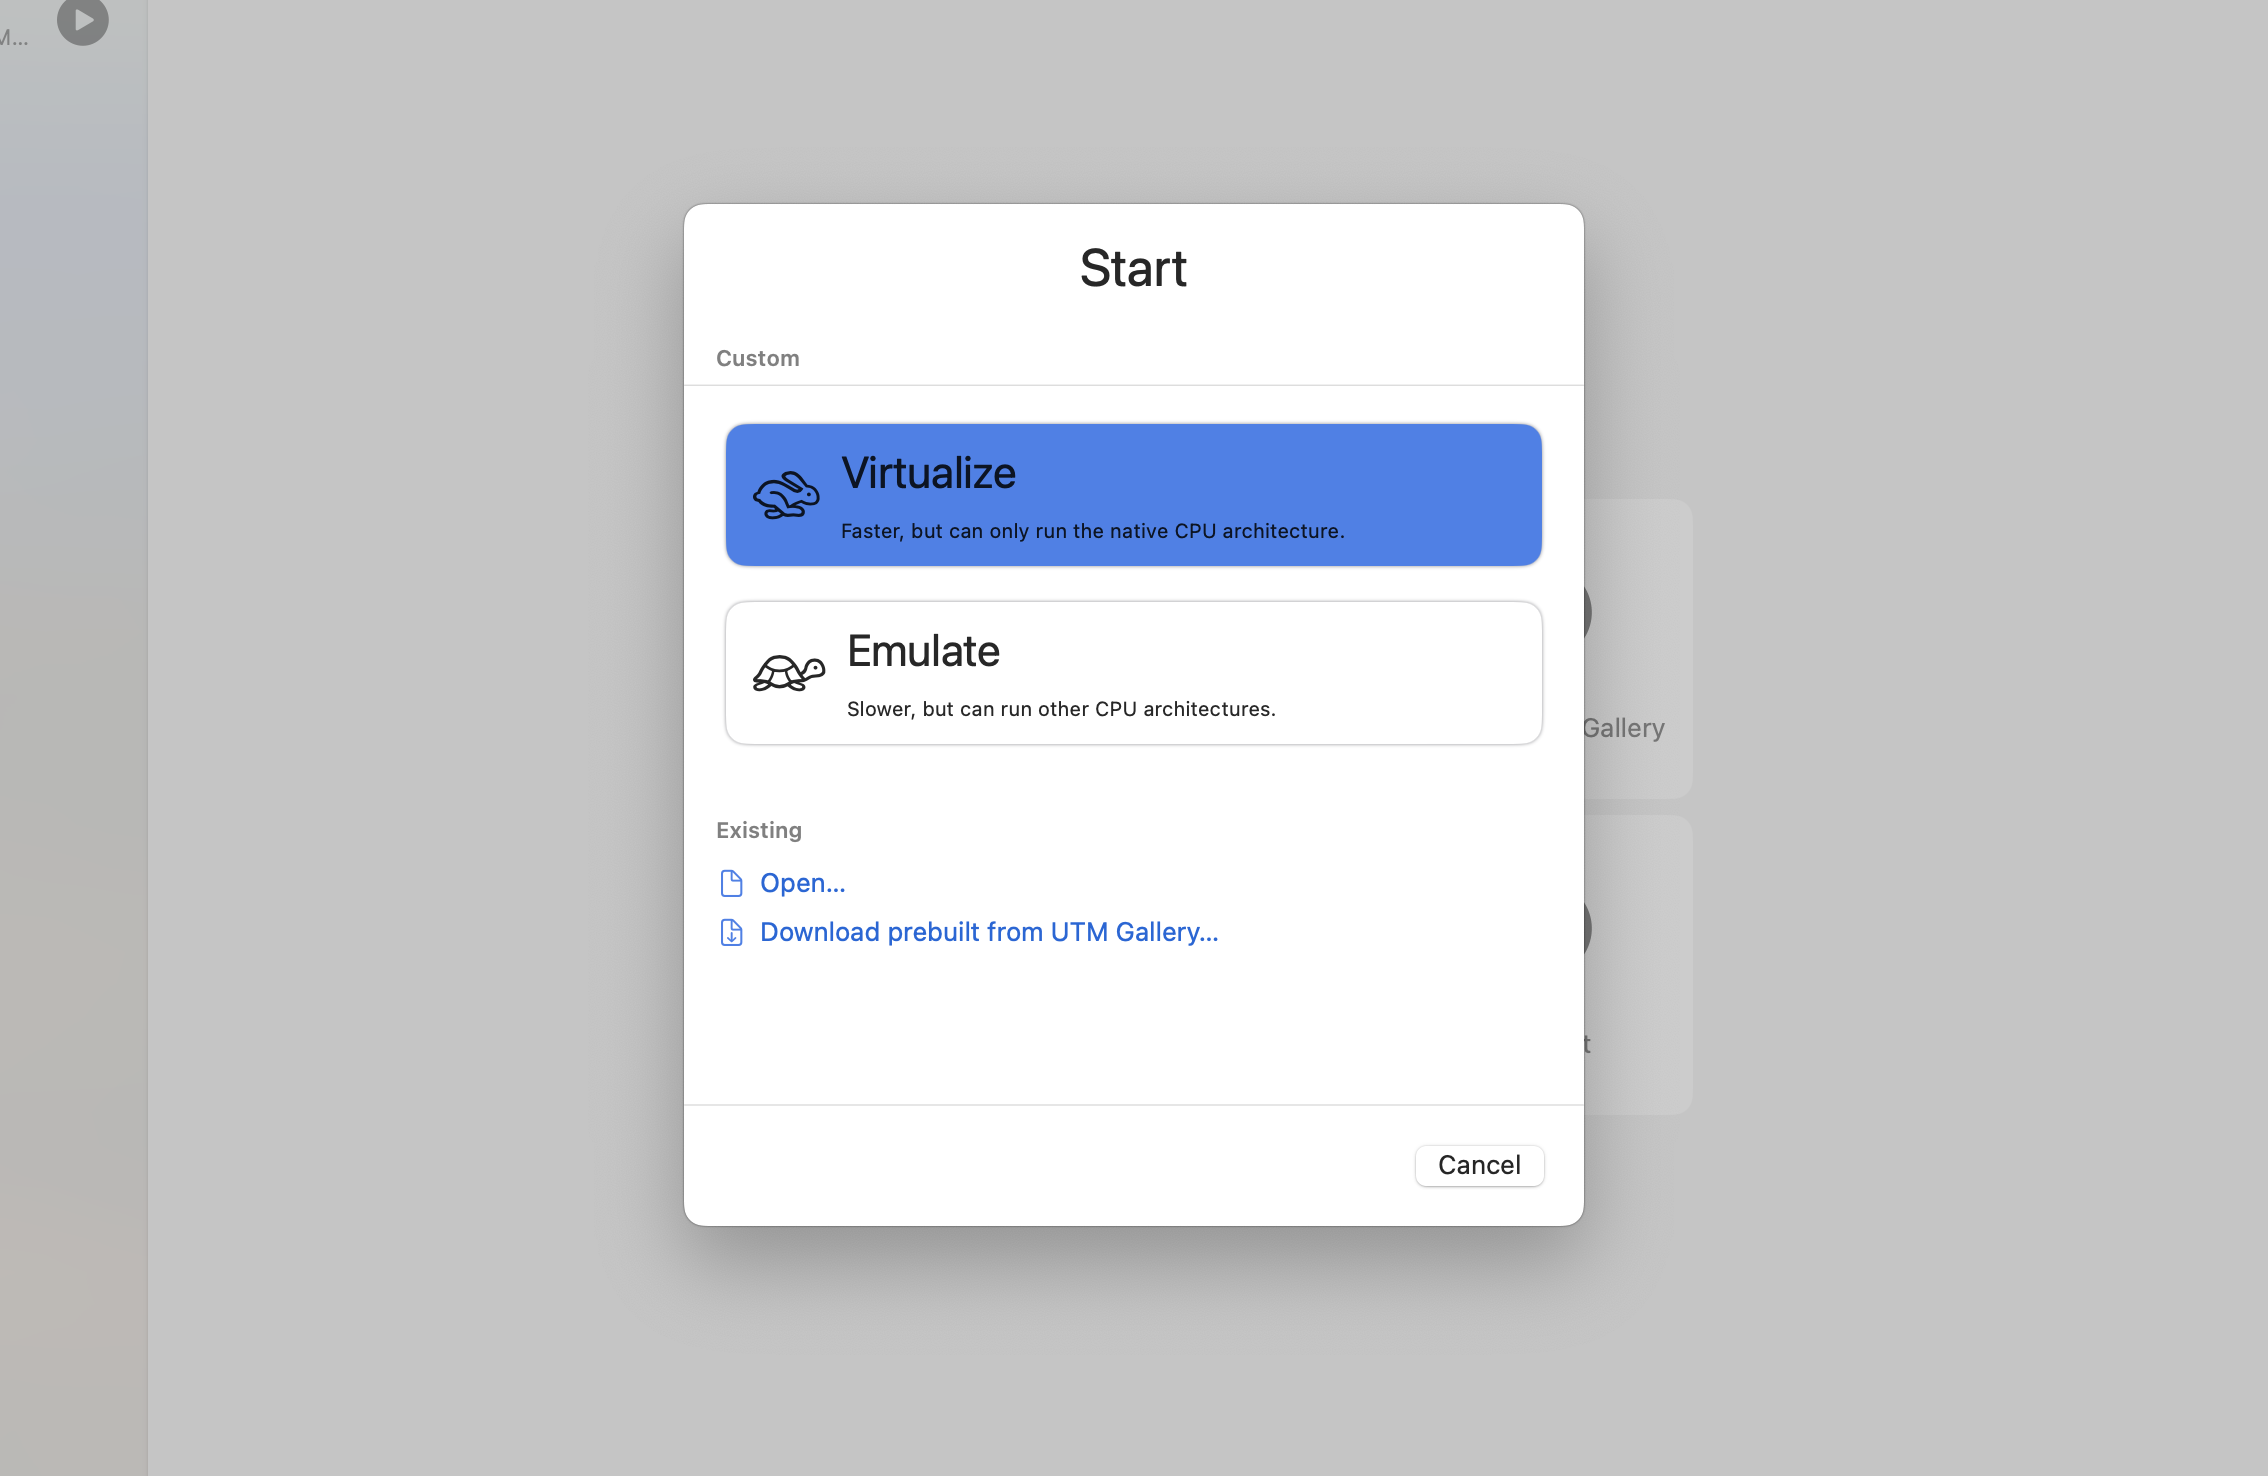 M...
Start
Custom
Virtualize
Faster, but can only run the native CPU architecture.
Emulate
Slower, but can run other CPU architectures.
Gallery
Existing
Open...
Download prebuilt from UTM Gallery...
t
Cancel